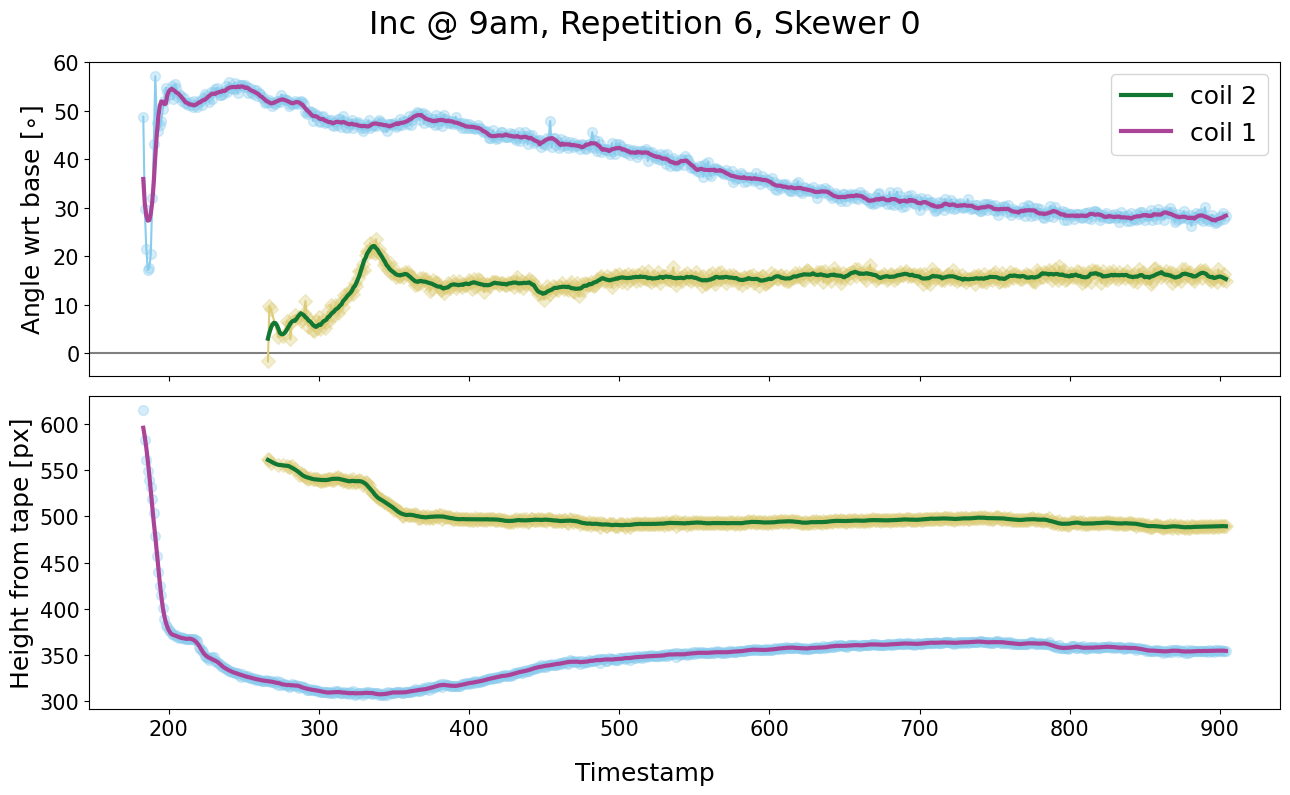 Inc @ 9am, Repetition 6, Skewer 0
Angle wrt base [∘]
60
50
40
30
20
10
0
coil 2
coil 1
Height from tape [px]
600
550
500
450
400
350
300
200 300 400 500 600 700 800 900
Timestamp